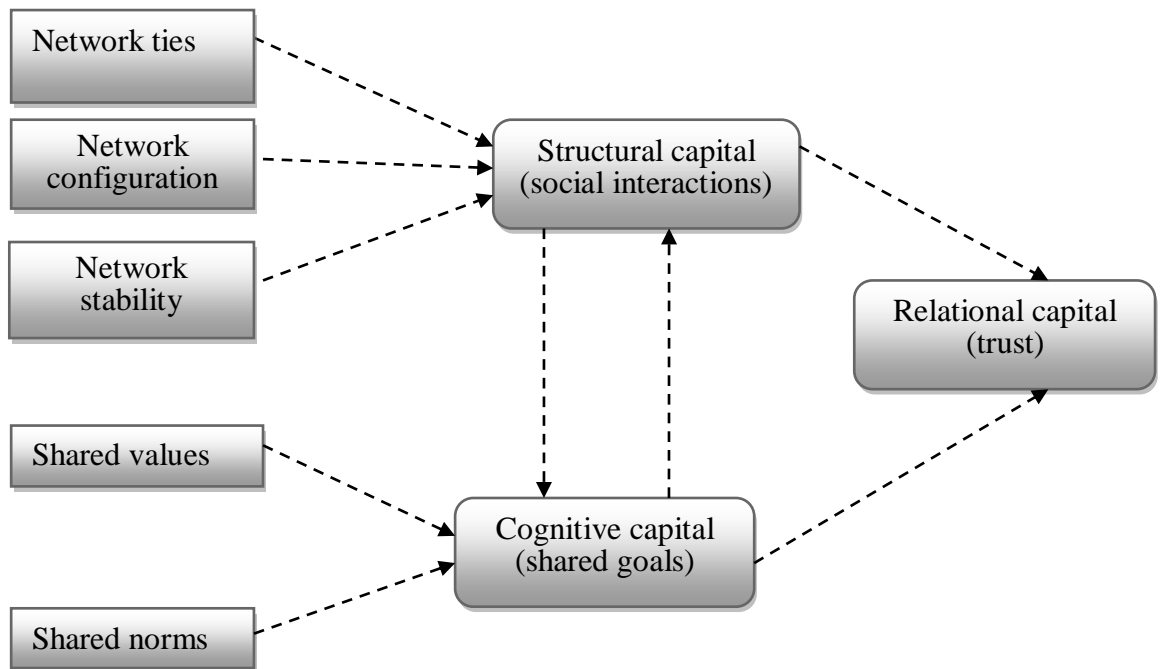 Network ties
Network
configuration
Network
stability
Structural capital
(social interactions)
Relational capital
(trust)
Shared values
Cognitive capital
(shared goals)
Shared norms